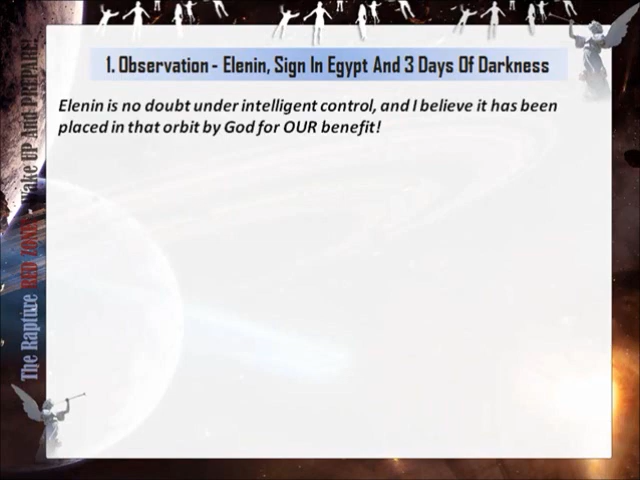 1. Observation - Elenin, Sign In Egypt And 3 Days Of Darkness
Elenin is no doubt under intelligent control, and I believe it has been
placed in that orbit by God for OUR benefit!
The Rapture RED ZONE - Wake UP And PREPARE!